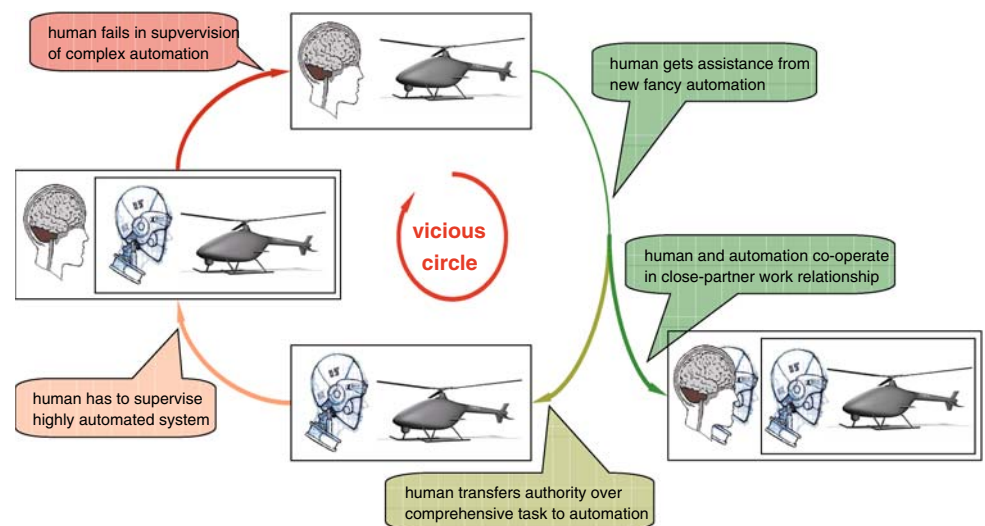 human fails in supvervision
of complex automation
human gets assistance from
new fancy automation
vicious
circle
human and automation co-operate
in close-partner work relationship
human has to supervise
highly automated system
human transfers authority over
comprehensive task to automation